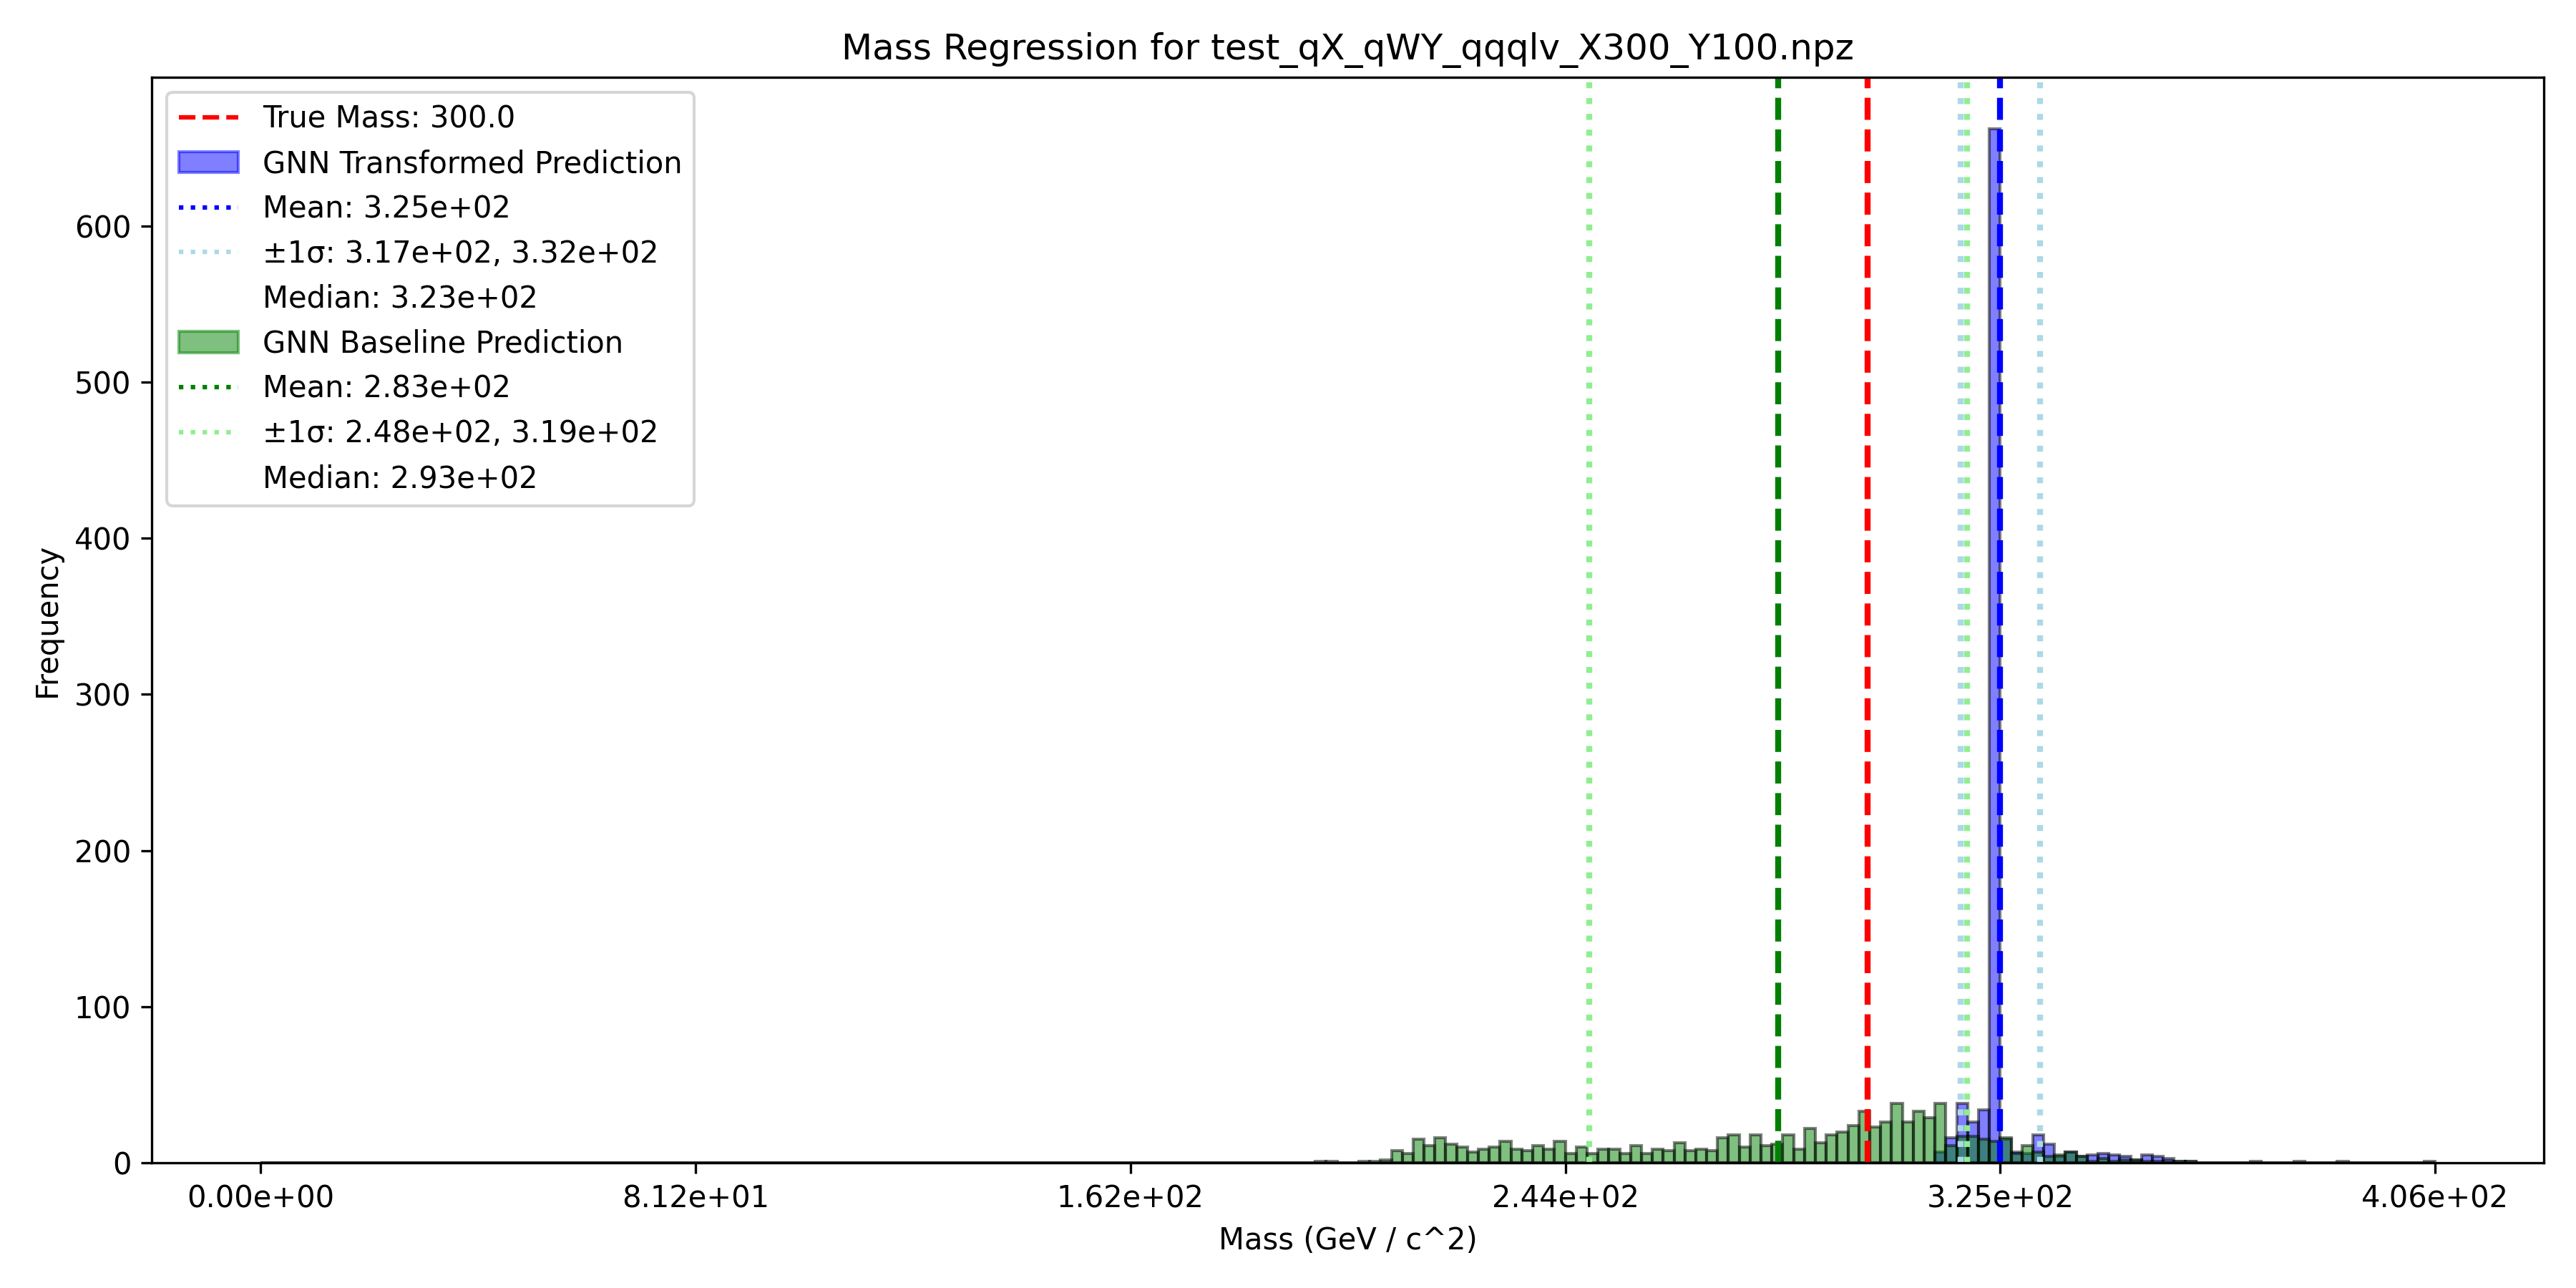 Mass Regression for test_qX_qWY_qqqlv_X300_Y100.npz
True Mass: 300.0
GNN Transformed Prediction
Mean: 3.25e+02
±1σ: 3.17e+02, 3.32e+02
Median: 3.23e+02
GNN Baseline Prediction
Mean: 2.83e+02
±1σ: 2.48e+02, 3.19e+02
Median: 2.93e+02
Frequency
600
500
400
300
200
100
0
0.00e+00 8.12e+01 1.62e+02 2.44e+02 3.25e+02 4.06e+02
Mass (GeV / c^2)